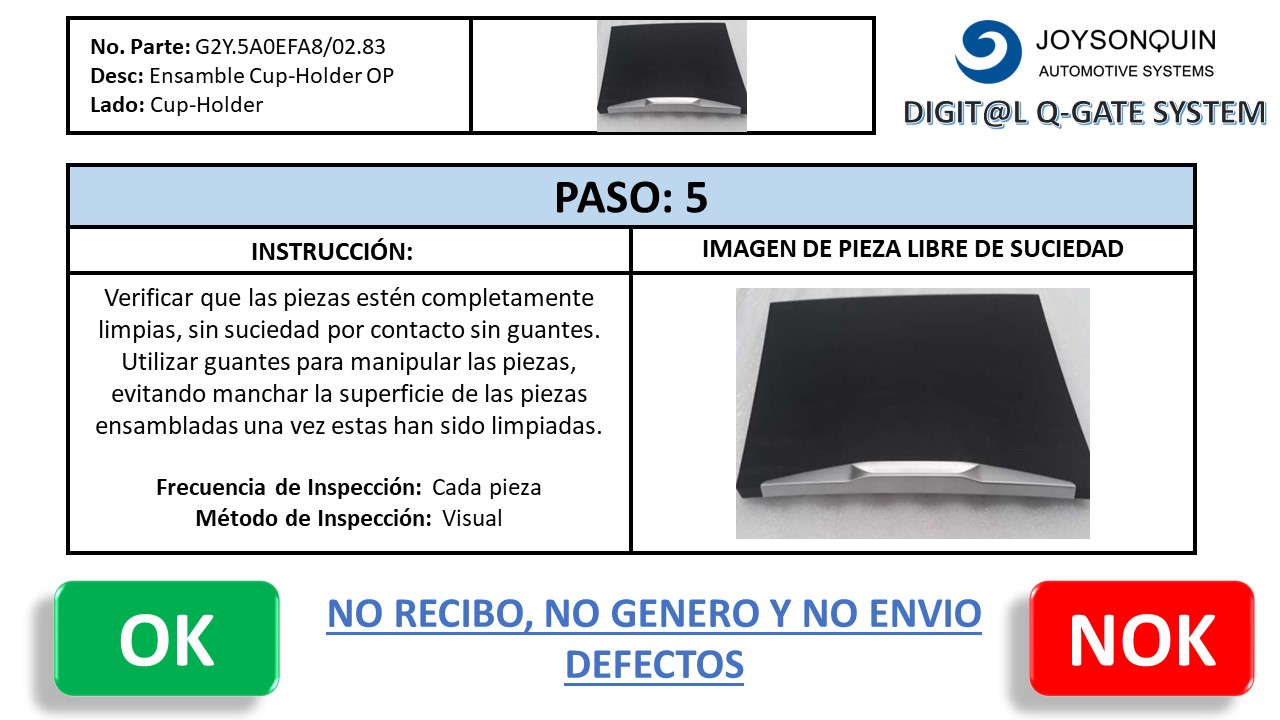 No. Parte: G2Y.5A0EFA8/02.83
Desc: Ensamble Cup-Holder OP
Lado: Cup-Holder
JOYSONQUIN
AUTOMOTIVE SYSTEMS
DIGIT@L Q-GATE SYSTEM
PASO: 5
INSTRUCCIÓN:
IMAGEN DE PIEZA LIBRE DE SUCIEDAD
Verificar que las piezas estén completamente
limpias, sin suciedad por contacto sin guantes.
Utilizar guantes para manipular las piezas,
evitando manchar la superficie de las piezas
ensambladas una vez estas han sido limpiadas.
Frecuencia de Inspección: Cada pieza
Método de Inspección: Visual
OK
NO RECIBO, NO GENERO Y NO ENVIO
DEFECTOS
NOK